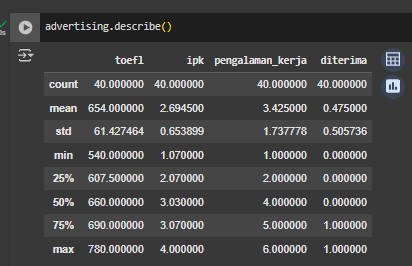 advertising.describe()
toefl ipk pengalaman_kerja diterima
count 40.000000 40.000000 40.000000 40.000000
mean 654.000000 2.694500 3.425000 0.475000
std 61.427464 0.653899 1.737778 0.505736
min 540.000000 1.070000 1.000000 0.000000
25% 607.500000 2.070000 2.000000 0.000000
50% 660.000000 3.030000 4.000000 0.000000
75% 690.000000 3.070000 5.000000 1.000000
max 780.000000 4.000000 6.000000 1.000000